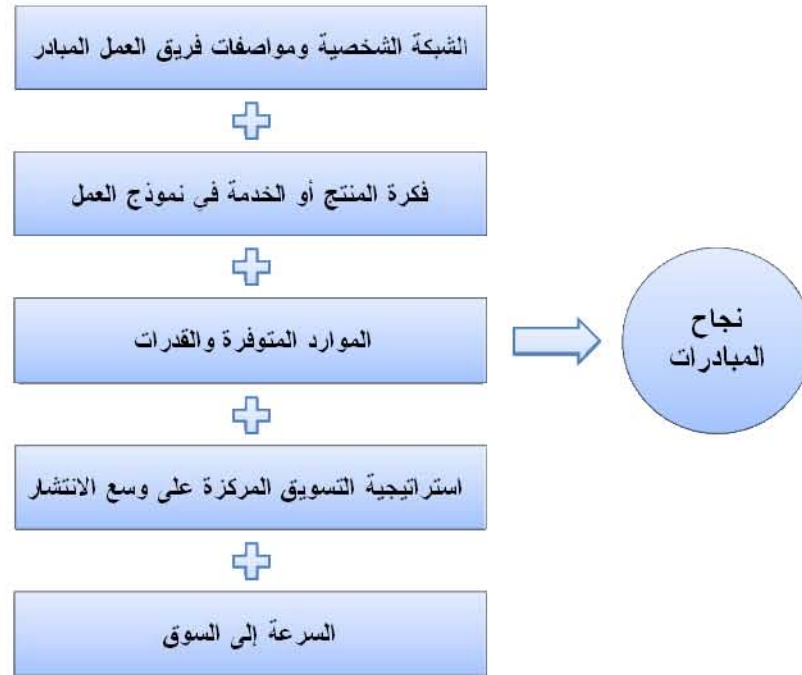 الشبكة الشخصية ومواصفات فريق العمل المبادر
فكرة المنتج أو الخدمة في نموذج العمل
الموارد المتوفرة والقدرات
استراتيجية التسويق المركزة على وسع الانتشار
السرعة إلى السوق
نجاح
المبادرات